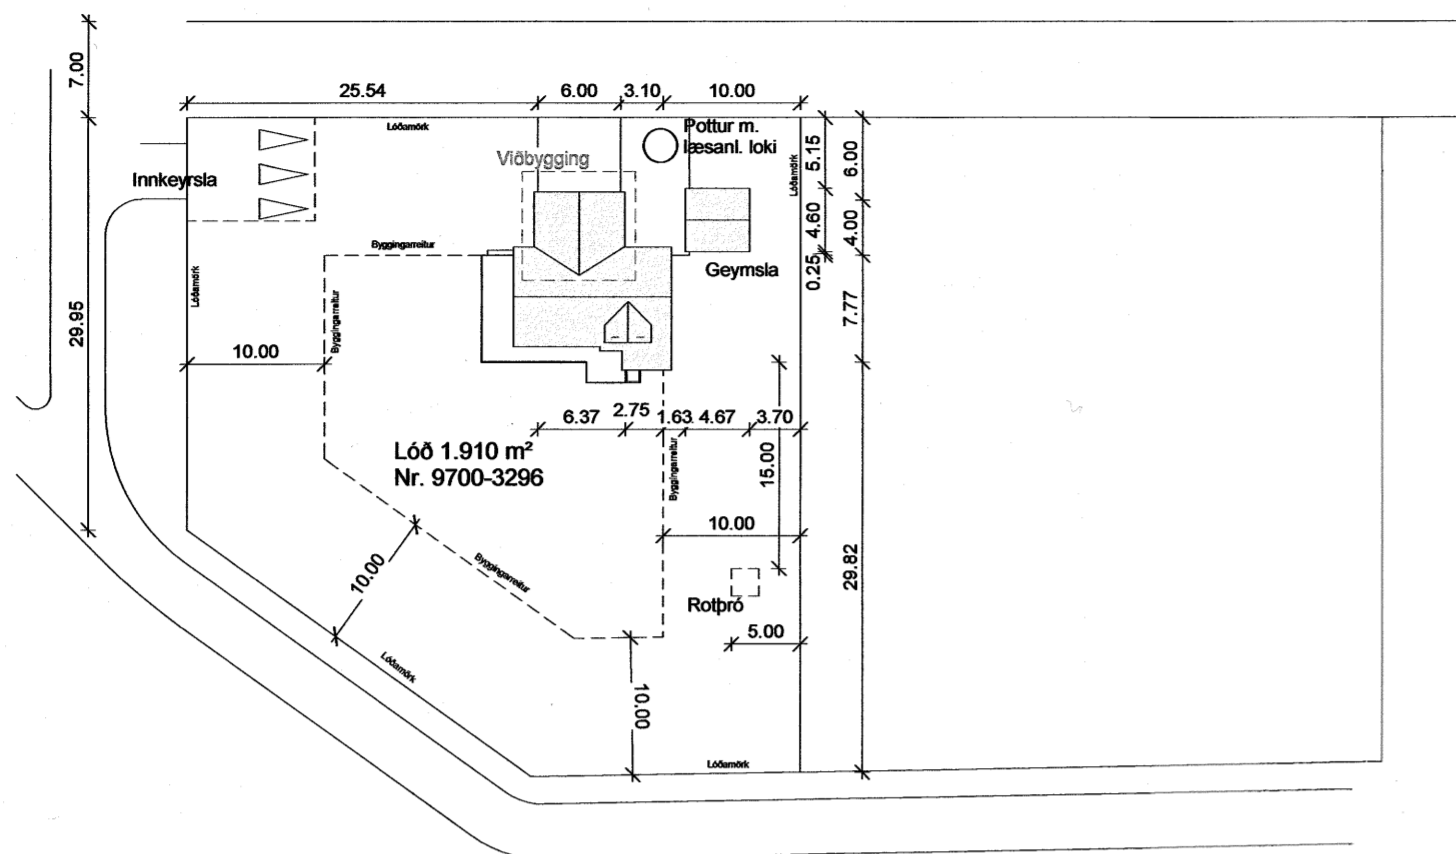 7.00
25.54
6.00
3.10
10.00
Lóðamörk
Pottur m.
læsanl. loki
Viðbygging
Innkeyrsla
Lóðamörk
5.15
6.00
4.60
4.00
0.25
Byggingarreitur
Geymsla
Lóðamörk
29.95
Byggingarreitur
7.77
10.00
6.37
2.75
1.63
4.67
3.70
Lóð 1.910 m²
Nr. 9700-3296
Byggingarreitur
15.00
10.00
10.00
Byggingarreitur
29.82
Rotþró
5.00
Lóðamörk
10.00
Lóðamörk